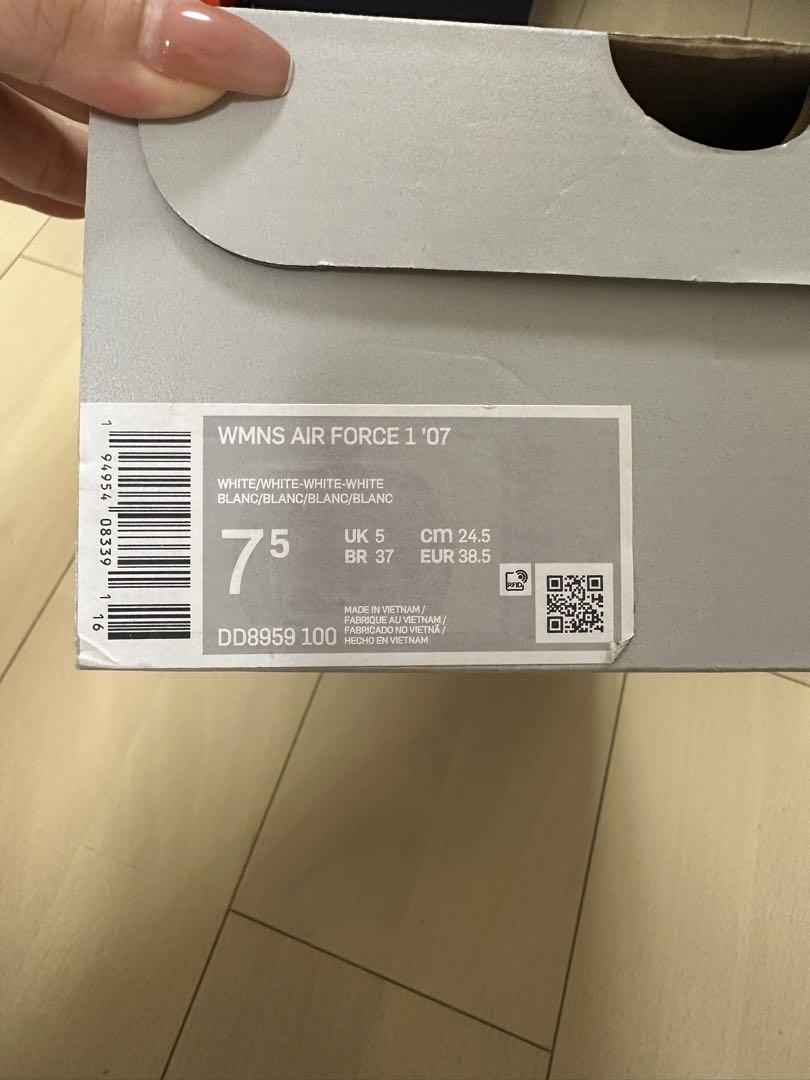 WMNS AIR FORCE 1 '07
WHITE/WHITE-WHITE-WHITE
BLANC/BLANC/BLANC/BLANC
7 5
UK 5 cm 24.5
BR 37 EUR 38.5
RFID
MADE IN VIETNAM /
FABRIQUE AU VIETNAM /
FABRICADO NO VIETNÃ /
HECHO EN VIETNAM
DD8959 100
1 94954 08339 1 16